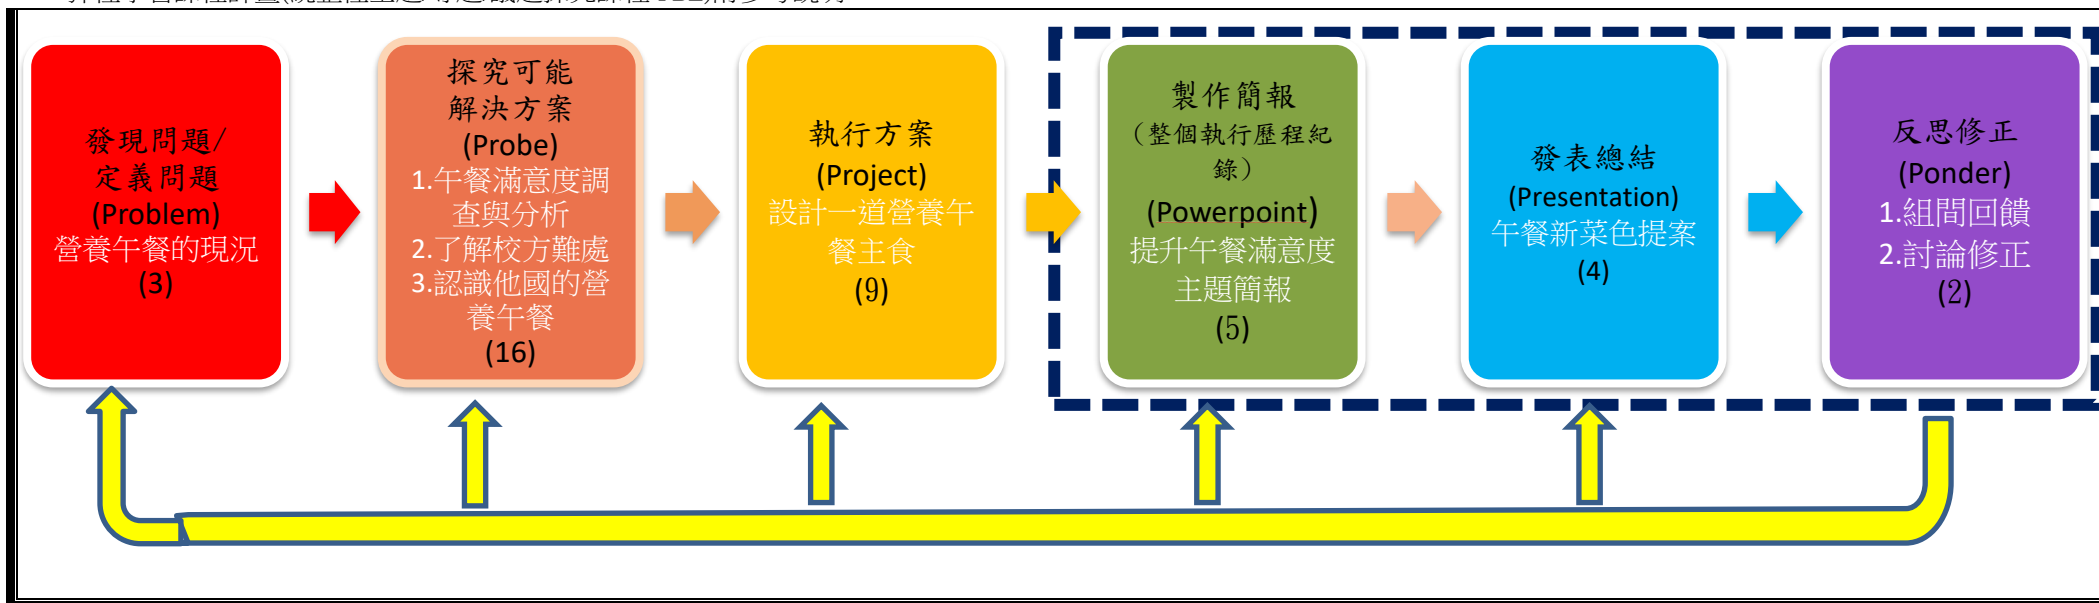 發現問題/
定義問題
(Problem)
營養午餐的現況
(3)
探究可能
解決方案
(Probe)
1.午餐滿意度調
查與分析
2.了解校方難處
3.認識他國的營
養午餐
(16)
執行方案
(Project)
設計一道營養午
餐主食
(9)
製作簡報
(整個執行歷程紀
錄)
(Powerpoint)
提升午餐滿意度
主題簡報
(5)
發表總結
(Presentation)
午餐新菜色提案
(4)
反思修正
(Ponder)
1.組間回饋
2.討論修正
(2)